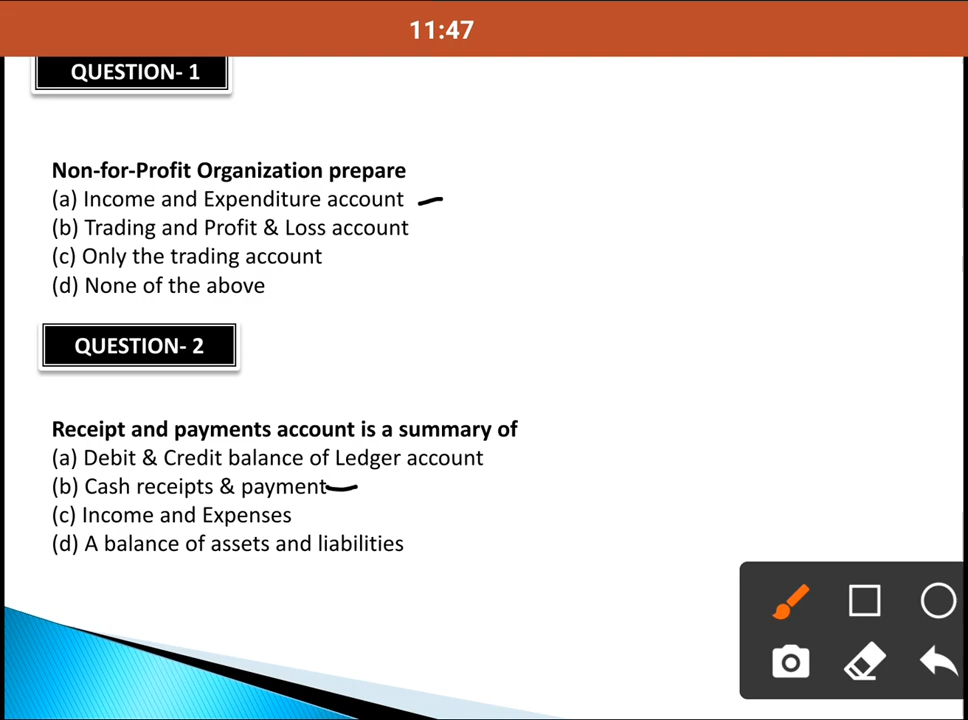 11:47
QUESTION- 1
Non-for-Profit Organization prepare
(a) Income and Expenditure account
(b) Trading and Profit & Loss account
(c) Only the trading account
(d) None of the above
QUESTION- 2
Receipt and payments account is a summary of
(a) Debit & Credit balance of Ledger account
(b) Cash receipts & payment
(c) Income and Expenses
(d) A balance of assets and liabilities